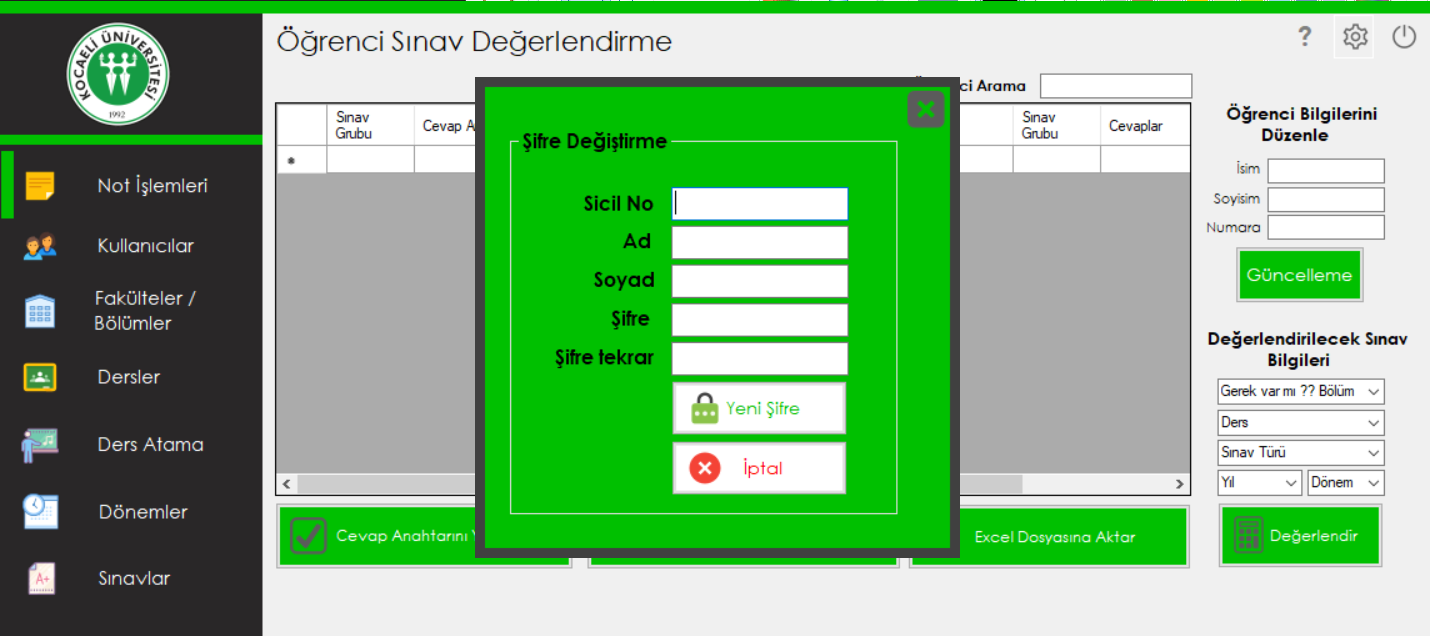 KOCAELİ ÜNİVERSİTESİ
1992
Not İşlemleri
Kullanıcılar
Fakülteler /
Bölümler
Dersler
Ders Atama
Dönemler
Sınavlar
A+
Öğrenci Sınav Değerlendirme
?
ci Arama
Sınav
Grubu
Cevap A
Sınav
Grubu
Cevaplar
Şifre Değiştirme
Sicil No
Ad
Soyad
Şifre
Şifre tekrar
Yeni Şifre
İptal
Cevap Anahtarını
Excel Dosyasına Aktar
Öğrenci Bilgilerini
Düzenle
İsim
Soyisim
Numara
Güncelleme
Değerlendirilecek Sınav
Bilgileri
Gerek var mı ?? Bölüm
Ders
Sınav Türü
Yıl Dönem
Değerlendir